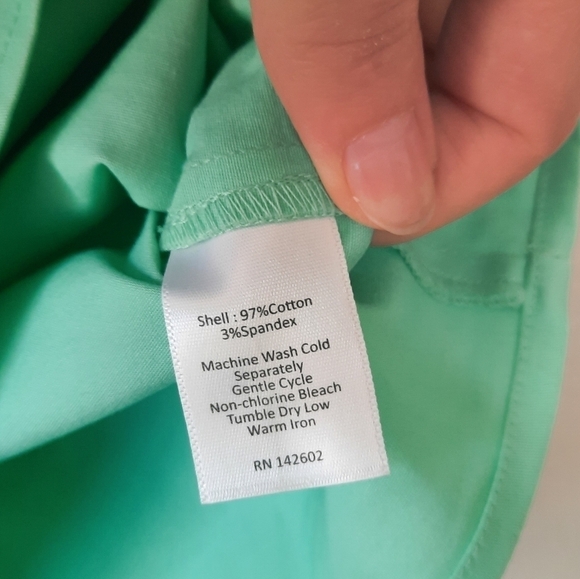 Shell : 97%Cotton
3%Spandex
Machine Wash Cold
Separately
Gentle Cycle
Non-chlorine Bleach
Tumble Dry Low
Warm Iron
RN 142602